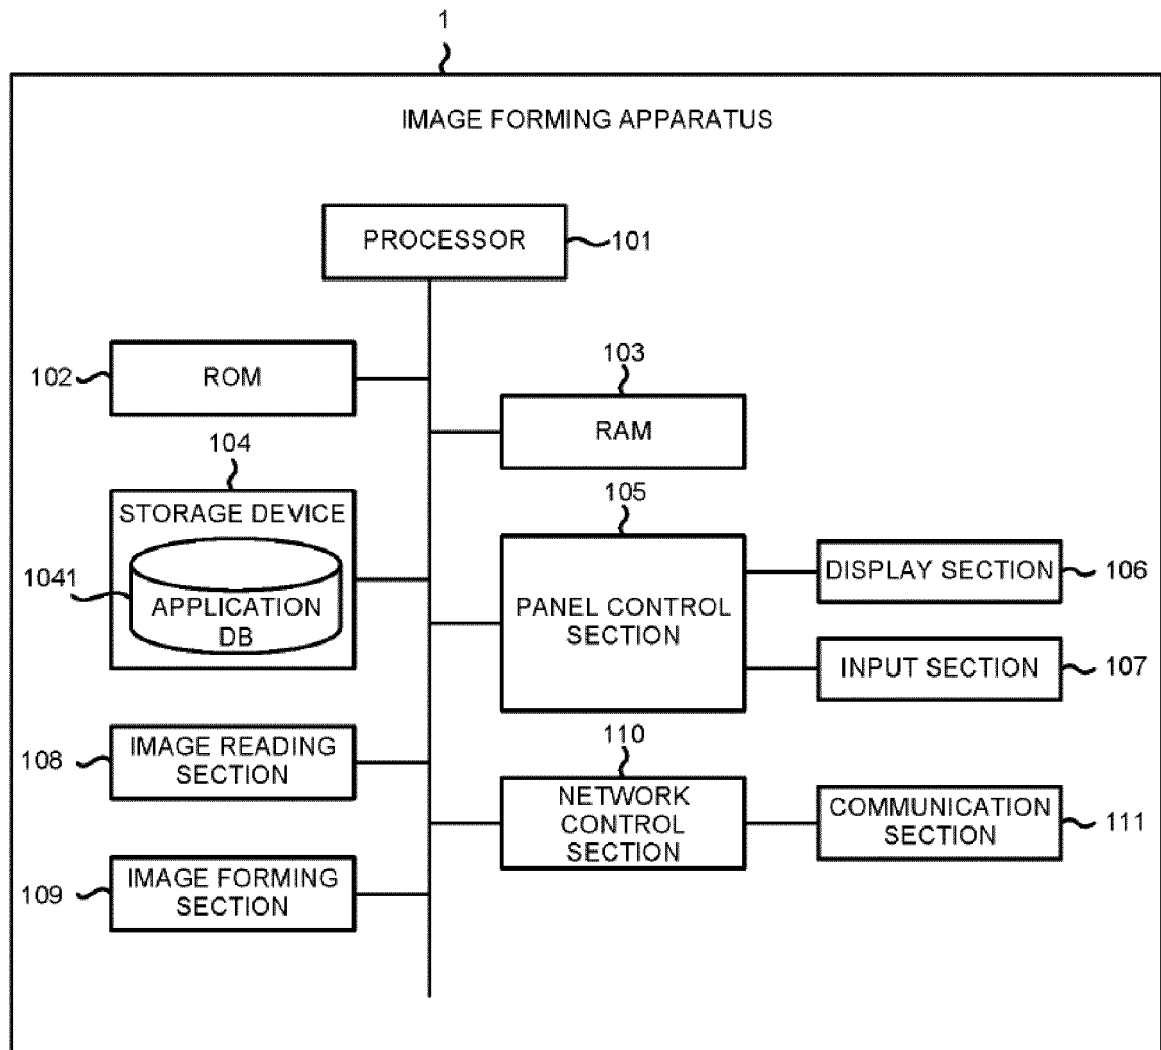 1
IMAGE FORMING APPARATUS
PROCESSOR
101
102
ROM
103
RAM
104
STORAGE DEVICE
1041
APPLICATION
DB
105
PANEL CONTROL
SECTION
DISPLAY SECTION
106
INPUT SECTION
107
108
IMAGE READING
SECTION
110
NETWORK
CONTROL
SECTION
COMMUNICATION
SECTION
111
109
IMAGE FORMING
SECTION